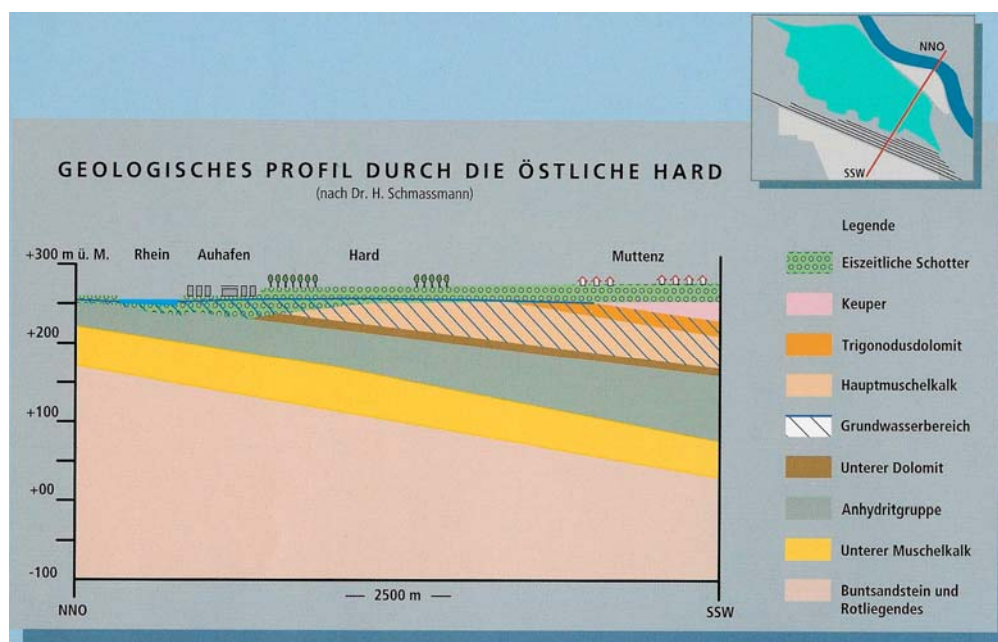 NNO
SSW
GEOLOGISCHES PROFIL DURCH DIE ÖSTLICHE HARD
(nach Dr. H. Schmassmann)
Legende
+300 m ü. M. Rhein Auhafen Hard Muttenz
Eiszeitliche Schotter
Keuper
+200
Trigonodusdolomit
Hauptmuschelkalk
+100
Grundwasserbereich
Unterer Dolomit
+00
Anhydritgruppe
Unterer Muschelkalk
-100
Buntsandstein und
Rotliegendes
NNO — 2500 m — SSW